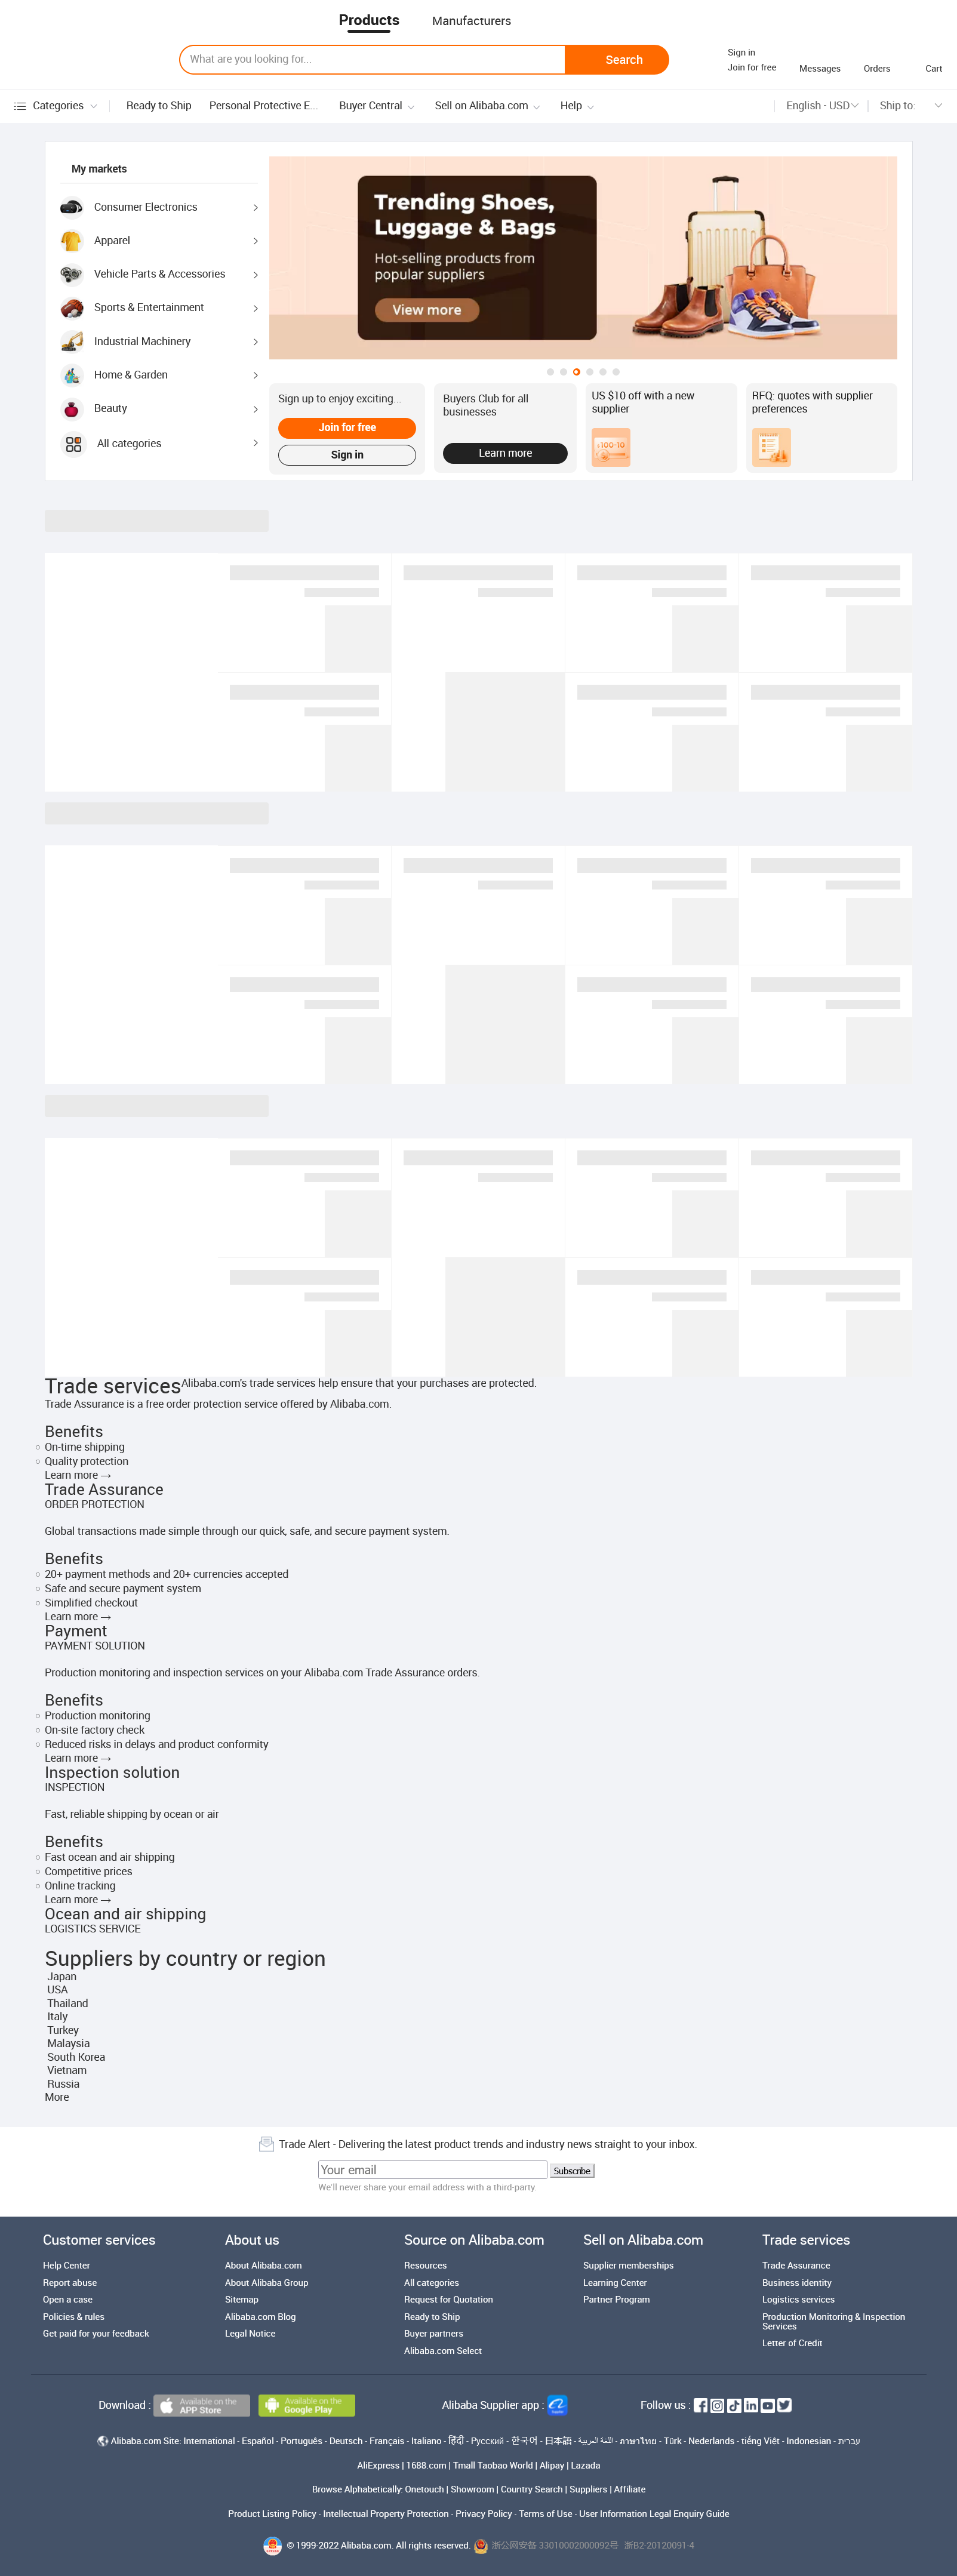 Products
Manufacturers
What are you looking for...
Search
Sign in
Join for free
Messages
Orders
Cart
Categories
Ready to Ship
Personal Protective E...
Buyer Central
Sell on Alibaba.com
Help
English - USD
Ship to:
My markets
Consumer Electronics
Apparel
Vehicle Parts & Accessories
Sports & Entertainment
Industrial Machinery
Home & Garden
Beauty
All categories
Trending Shoes,
Luggage & Bags
Hot-selling products from
popular suppliers
View more
Sign up to enjoy exciting...
Join for free
Sign in
Buyers Club for all
businesses
Learn more
US $10 off with a new
supplier
RFQ: quotes with supplier
preferences
Trade services
Alibaba.com's trade services help ensure that your purchases are protected.
Trade Assurance is a free order protection service offered by Alibaba.com.
Benefits
On-time shipping
Quality protection
Learn more →
Trade Assurance
ORDER PROTECTION
Global transactions made simple through our quick, safe, and secure payment system.
Benefits
20+ payment methods and 20+ currencies accepted
Safe and secure payment system
Simplified checkout
Learn more →
Payment
PAYMENT SOLUTION
Production monitoring and inspection services on your Alibaba.com Trade Assurance orders.
Benefits
Production monitoring
On-site factory check
Reduced risks in delays and product conformity
Learn more →
Inspection solution
INSPECTION
Fast, reliable shipping by ocean or air
Benefits
Fast ocean and air shipping
Competitive prices
Online tracking
Learn more →
Ocean and air shipping
LOGISTICS SERVICE
Suppliers by country or region
Japan
USA
Thailand
Italy
Turkey
Malaysia
South Korea
Vietnam
Russia
More
Trade Alert - Delivering the latest product trends and industry news straight to your inbox.
Your email
Subscribe
We'll never share your email address with a third-party.
Customer services
Help Center
Report abuse
Open a case
Policies & rules
Get paid for your feedback
About us
About Alibaba.com
About Alibaba Group
Sitemap
Alibaba.com Blog
Legal Notice
Source on Alibaba.com
Resources
All categories
Request for Quotation
Ready to Ship
Buyer partners
Alibaba.com Select
Sell on Alibaba.com
Supplier memberships
Learning Center
Partner Program
Trade services
Trade Assurance
Business identity
Logistics services
Production Monitoring & Inspection
Services
Letter of Credit
Download :
Available on the
APP Store
Available on the
Google Play
Alibaba Supplier app :
Follow us :
Alibaba.com Site: International - Español - Português - Deutsch - Français - Italiano - हिंदी - Русский - 한국어 - 日本語 - اللغة العربية - ภาษาไทย - Türk - Nederlands - tiếng Việt - Indonesian - עברית
AliExpress | 1688.com | Tmall Taobao World | Alipay | Lazada
Browse Alphabetically: Onetouch | Showroom | Country Search | Suppliers | Affiliate
Product Listing Policy - Intellectual Property Protection - Privacy Policy - Terms of Use - User Information Legal Enquiry Guide
© 1999-2022 Alibaba.com. All rights reserved. 浙公网安备 33010002000092号 浙B2-20120091-4